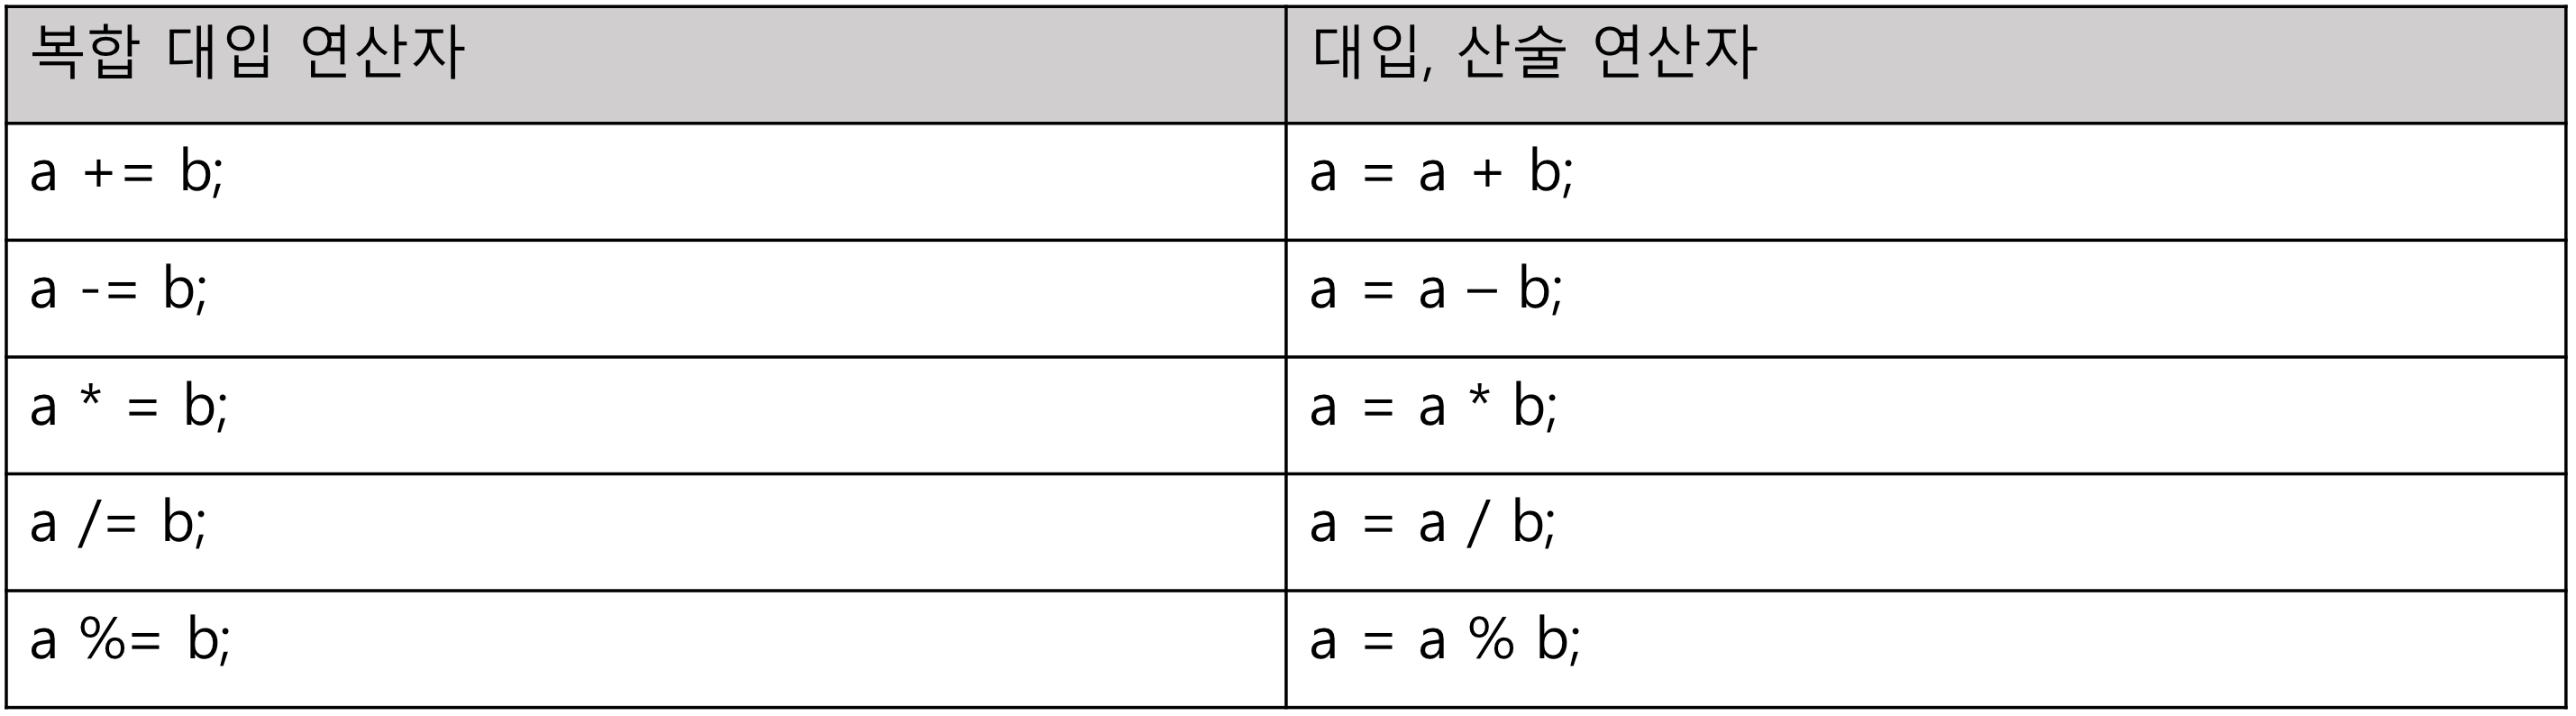 복합 대입 연산자
대입, 산술 연산자
a += b;
a = a + b;
a -= b;
a = a – b;
a * = b;
a = a * b;
a /= b;
a = a / b;
a %= b;
a = a % b;